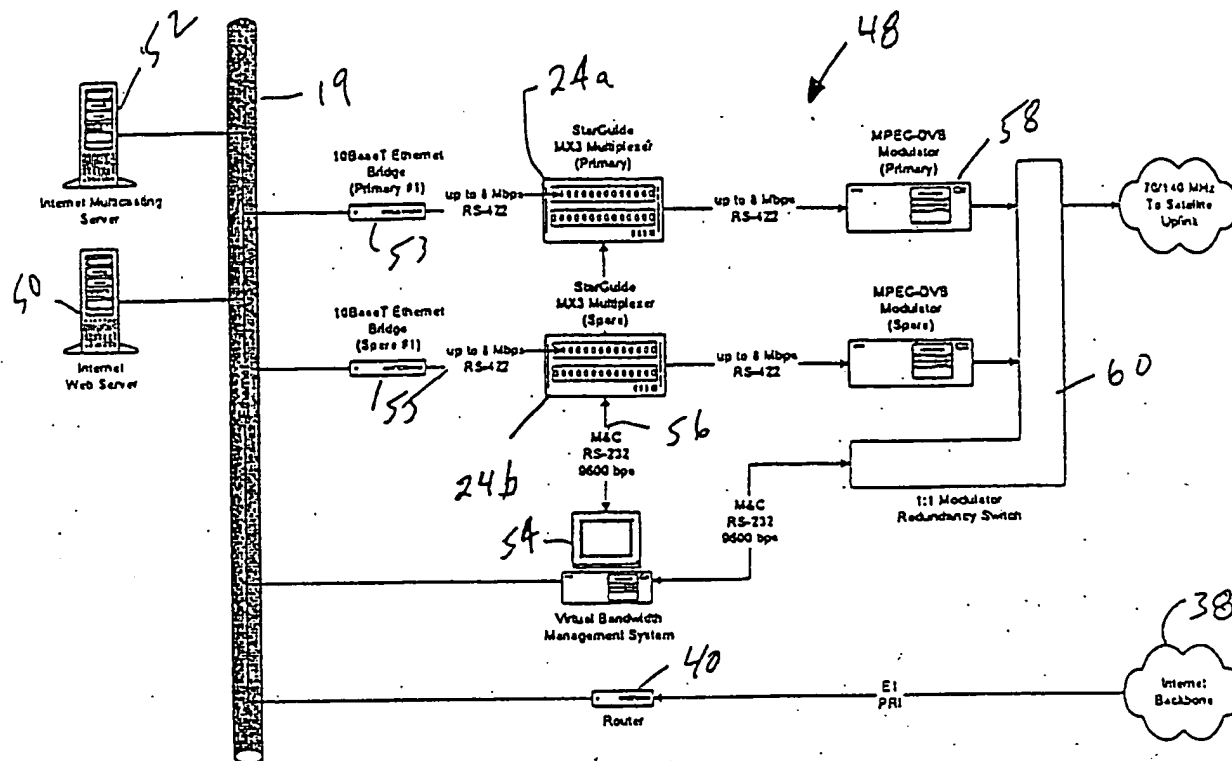 52
19
48
24a
58
StarGuide
MX3 Multiplexer
(Primary)
MPEG-DVB
Modulator
(Primary)
10BaseT Ethernet
Bridge
(Primary #1)
up to 8 Mbps
RS-422
up to 8 Mbps
RS-422
70/140 MHz
To Satellite
Uplink
Internet Multicasting
Server
53
50
StarGuide
MX3 Multiplexer
(Spare)
MPEG-DVB
Modulator
(Spare)
10BaseT Ethernet
Bridge
(Spare #1)
up to 8 Mbps
RS-422
up to 8 Mbps
RS-422
Internet
Web Server
55
60
56
M&C
RS-232
9600 bps
24b
1:1 Modulator
Redundancy Switch
M&C
RS-232
9600 bps
54
Virtual Bandwidth
Management System
38
40
E1
PRI
Internet
Backbone
Router